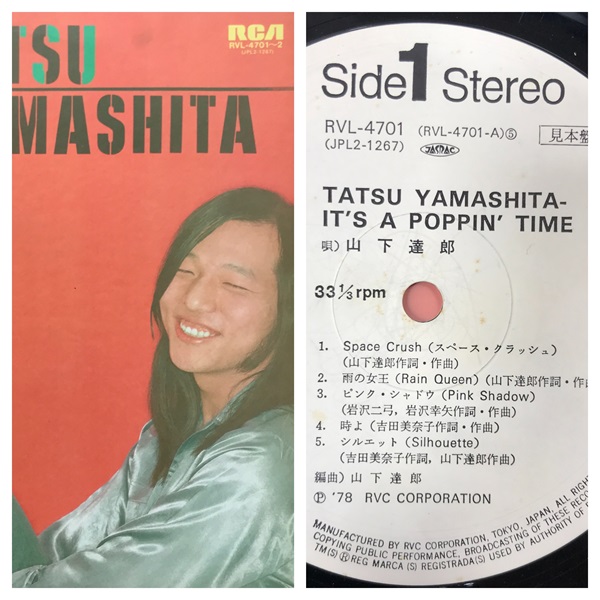 RCA
RVL-4701~2
(JPL2-1267)
TSU
MASHITA
Side 1 Stereo
RVL-4701 (RVL-4701-A)⑤
(JPL2-1267) JASRAC
見本盤
TATSU YAMASHITA-
IT'S A POPPIN' TIME
唄)山下達郎
33 1/3 rpm
1. Space Crush(スペース・クラッシュ)
(山下達郎作詞・作曲)
2. 雨の女王(Rain Queen)(山下達郎作詞・作
3. ピンク・シャドウ(Pink Shadow)
(岩沢二弓, 岩沢幸矢作詞・作曲)
4. 時よ(吉田美奈子作詞・作曲)
5. シルエット(Silhouette)
(吉田美奈子作詞, 山下達郎作曲)
編曲)山下達郎
Ⓟ '78 RVC CORPORATION
MANUFACTURED BY RVC CORPORATION, TOKYO, JAPAN, ALL RIGHT
COPYING PUBLIC PERFORMANCE, BROADCASTING OF THESE RECO
TM(S) Ⓡ REG MARCA (S) REGISTRADA(S) USED BY AUTHORITY OF